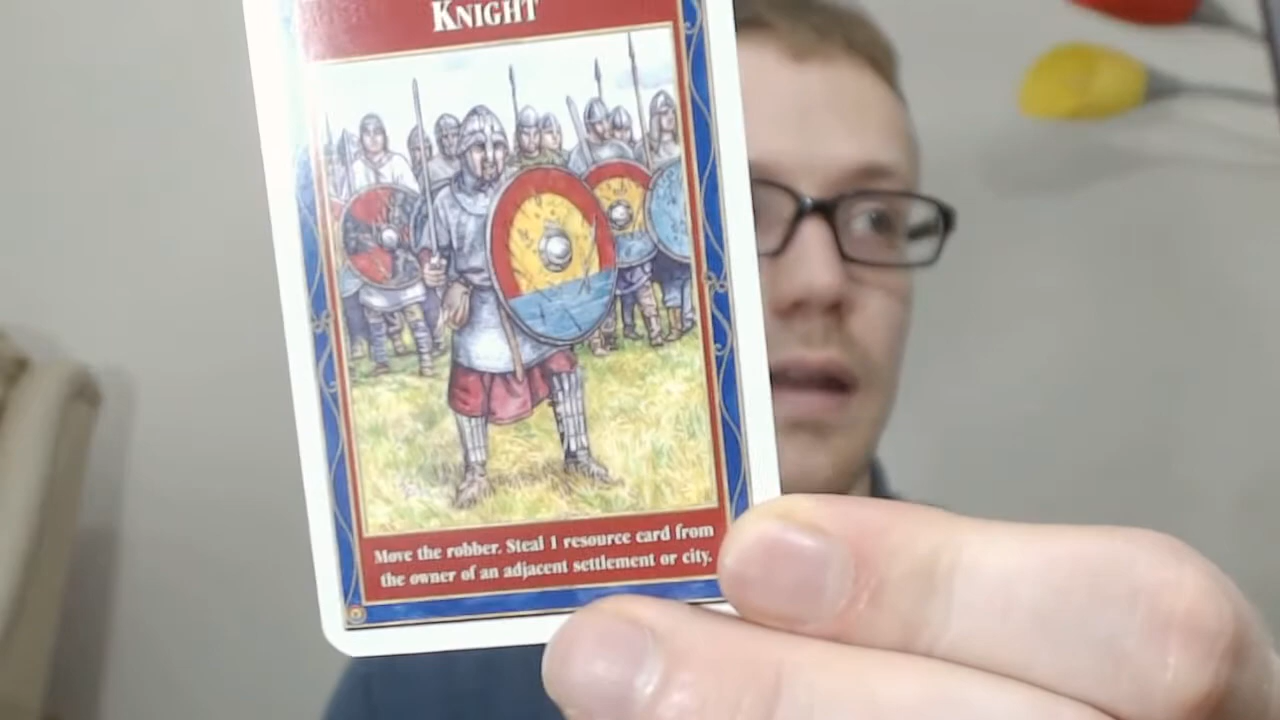 KNIGHT
Move the robber. Steal 1 resource card from
the owner of an adjacent settlement or city.